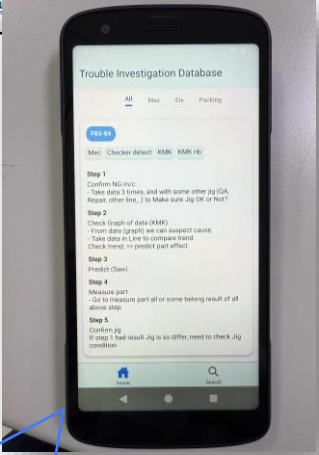 Trouble Investigation Database
All Mec Ele Packing
FB3-84
Mec Checker detect KMK KMK rib
Step 1
Confirm NG m/c
- Take data 3 times, and with some other jig (QA,
Repair, other line,..) to Make sure Jig OK or Not?
Step 2
Check Graph of data (KMK)
- From data (graph) we can suspect cause,
- Take data in Line to compare trend
Check trend, => predict part effect
Step 3
Predict (Saw)
Step 4
Measure part
- Go to measure part all or some belong result of all
above step
Step 5
Confirm jig
If step 1 had result Jig is so differ, need to check Jig
condition
Home Search